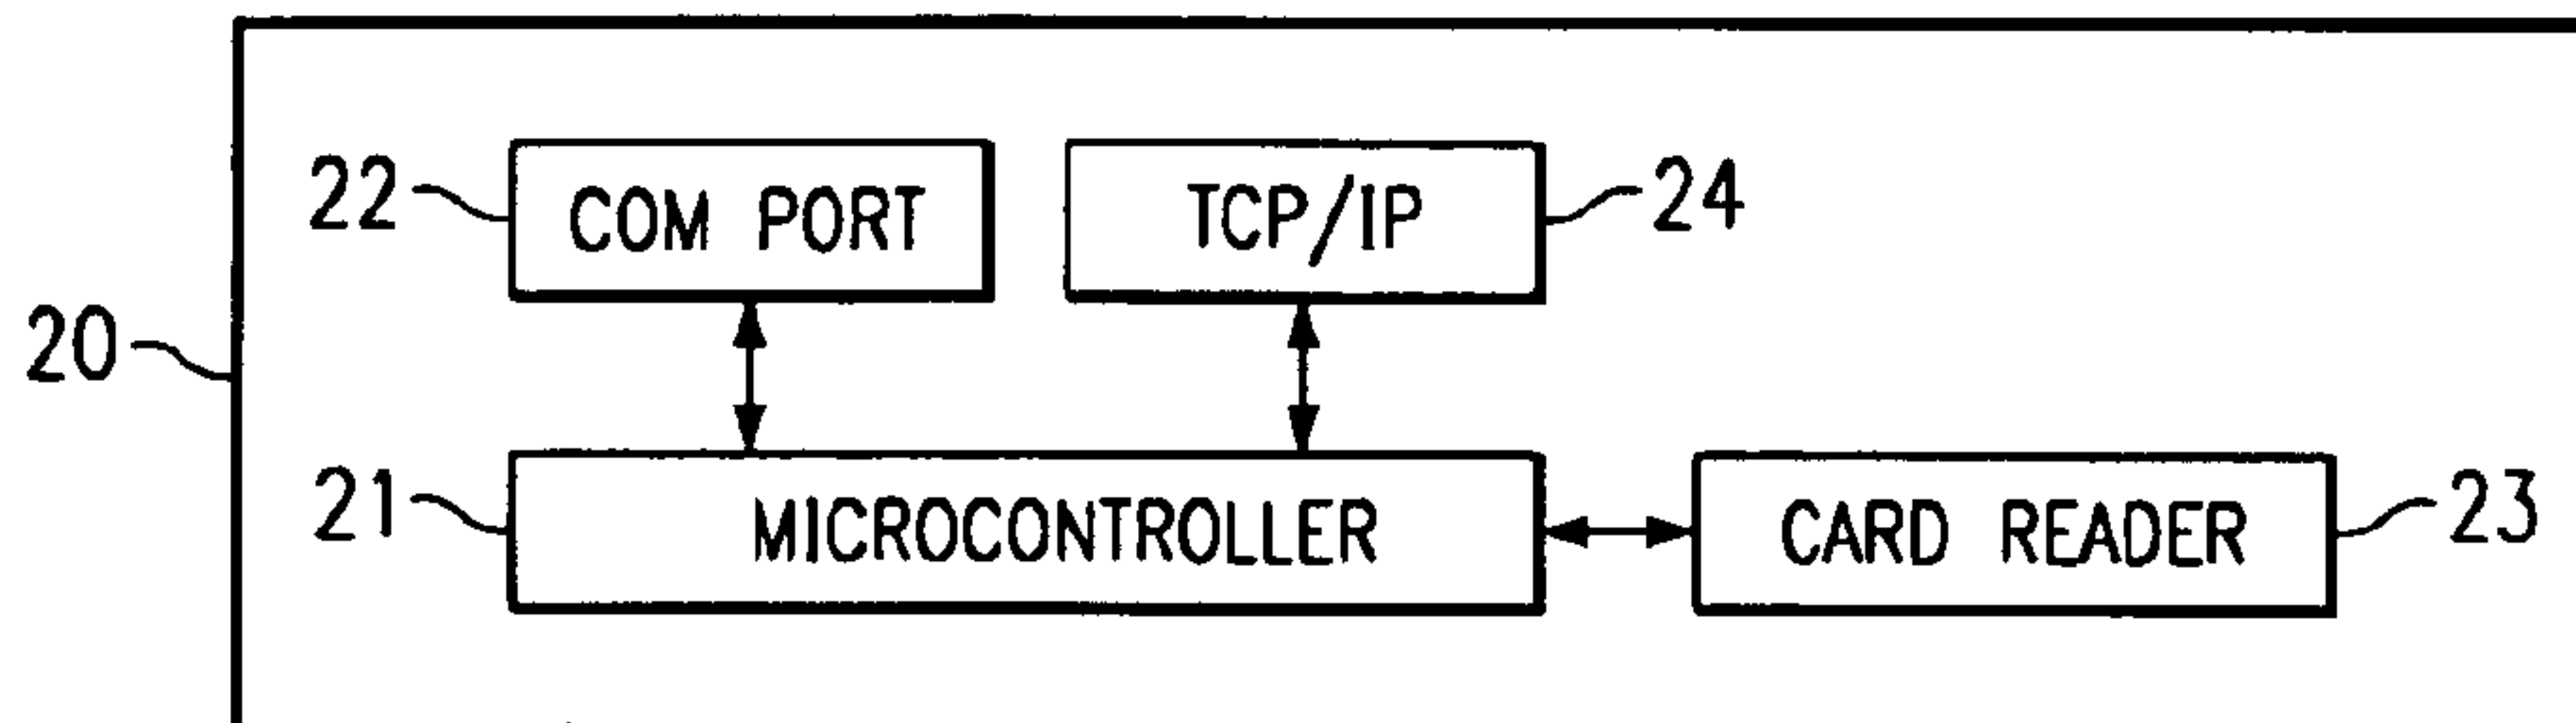 22 COM PORT TCP/IP 24
20
21 MICROCONTROLLER CARD READER 23